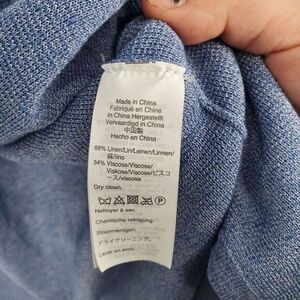 Made in China
Fabriqué en Chine
In China Hergestellt
Vervaardigd in China
中国製
Hecho en China
66% Linen/Lin/Leinen/Linnen/
麻/lino
34% Viscose/Viscose/
Viskose/Viscose/ビスコ
ース/viscosa
Dry clean.
Nettoyer à sec.
Chemische reinigung.
Stoomreinigen.
ドライクリーニング。
Lavar en seco.